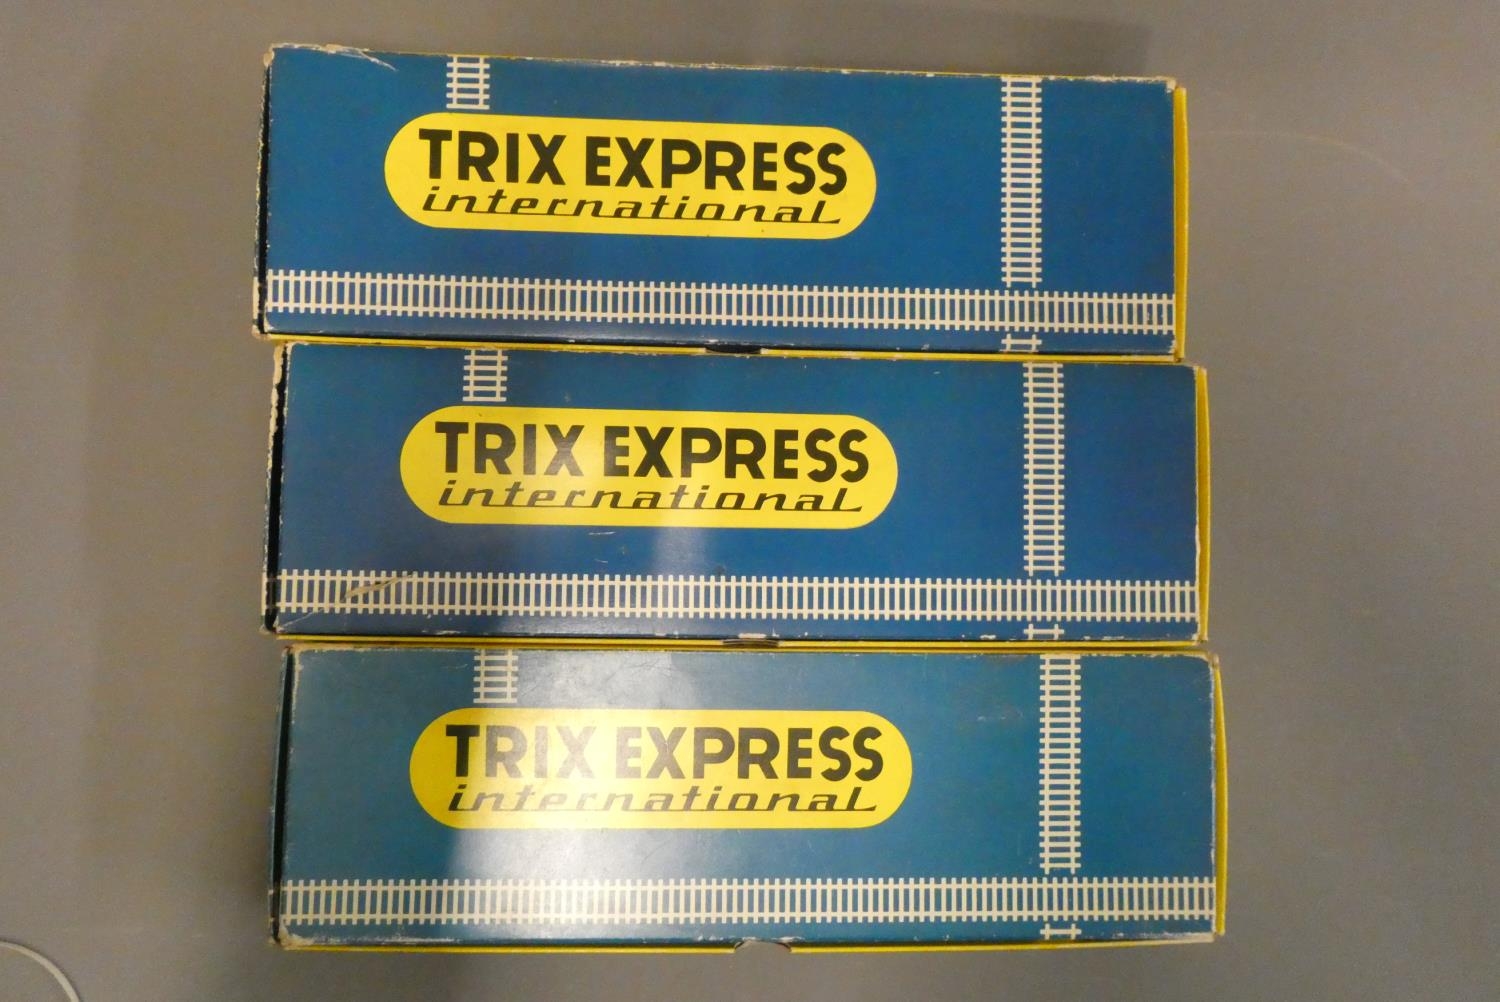 TRIX EXPRESS
international
TRIX EXPRESS
international
TRIX EXPRESS
international